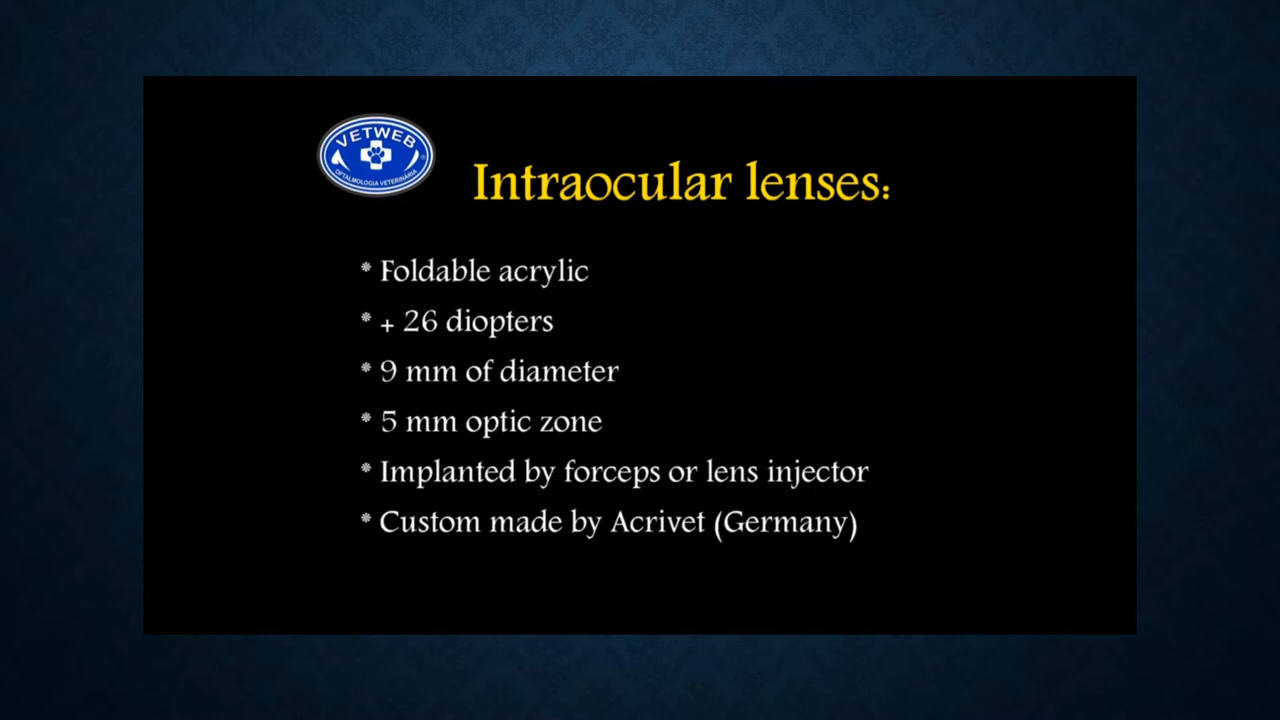 VETWEB
OFTALMOLOGIA VETERINÁRIA
®
Intraocular lenses:
* Foldable acrylic
* + 26 diopters
* 9 mm of diameter
* 5 mm optic zone
* Implanted by forceps or lens injector
* Custom made by Acrivet (Germany)